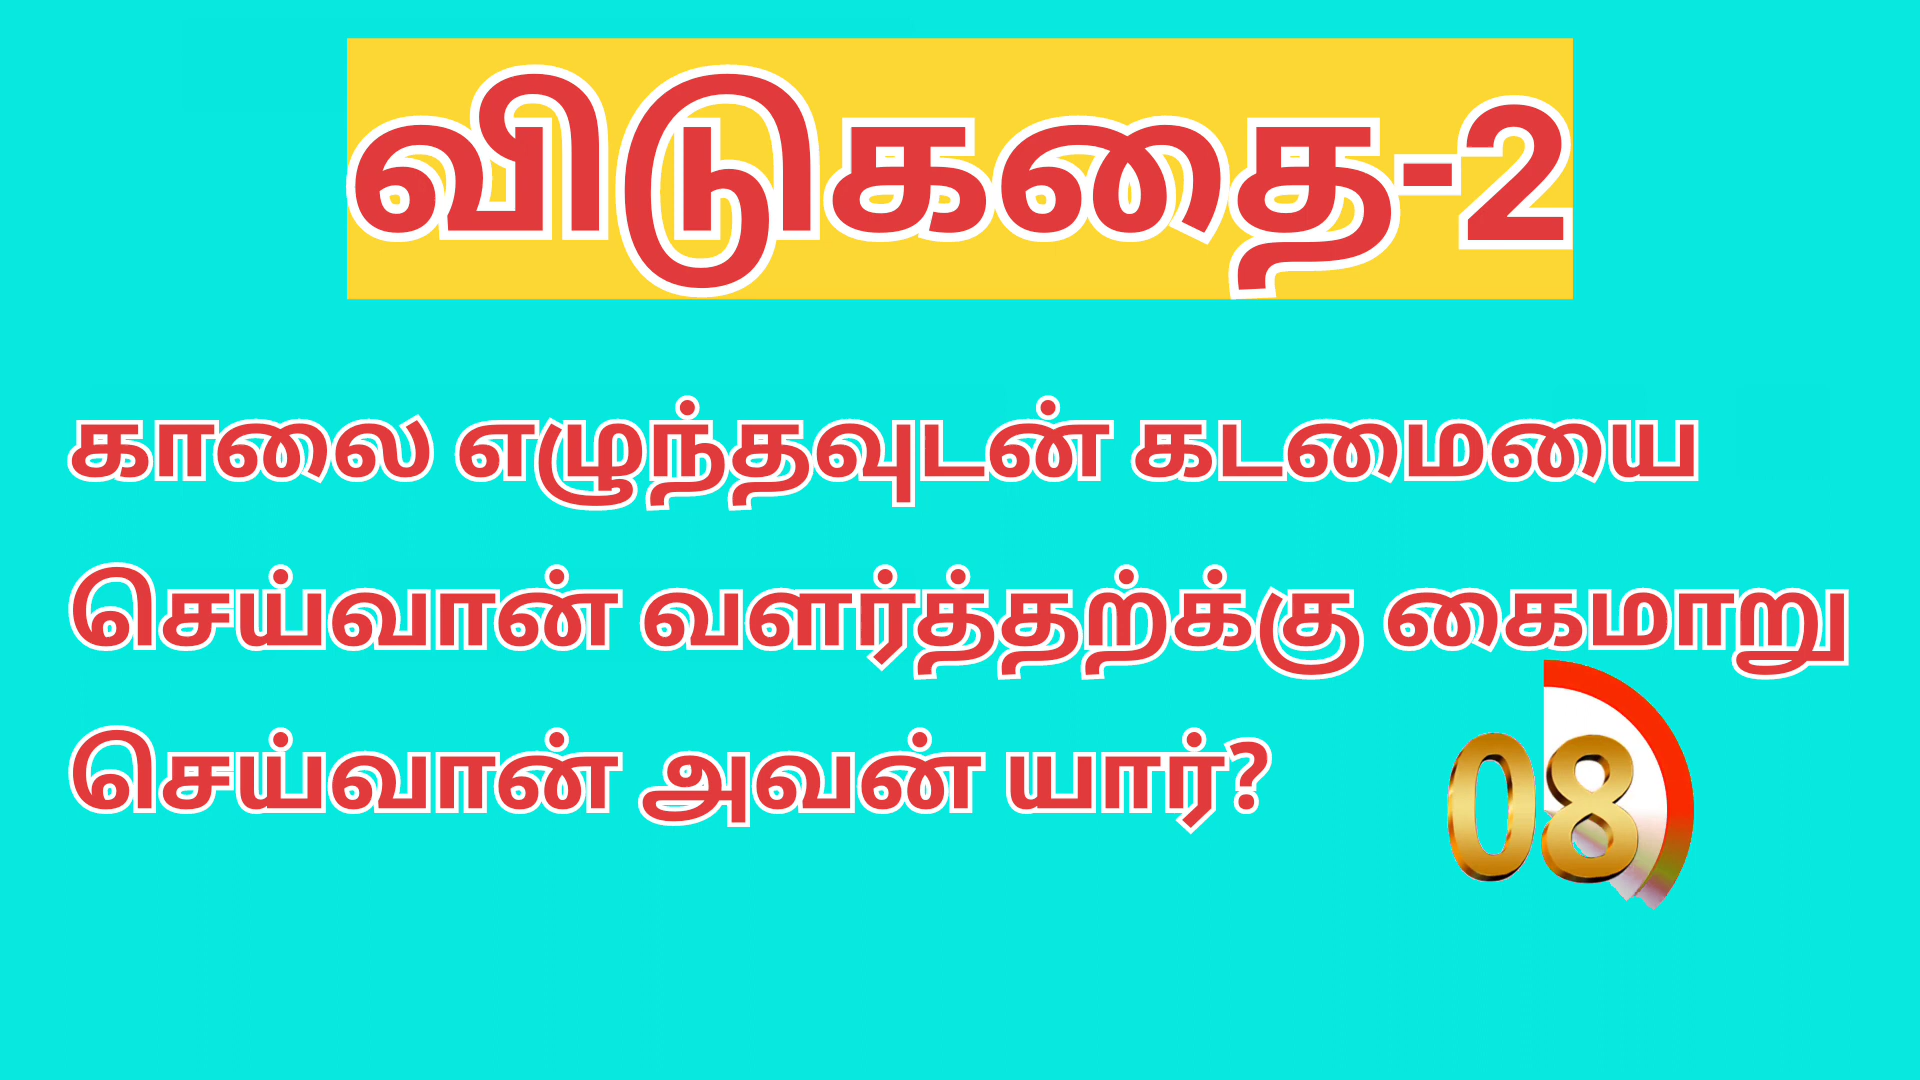 விடுகதை-2
காலை எழுந்தவுடன் கடமையை
செய்வான் வளர்த்தற்க்கு கைமாறு
செய்வான் அவன் யார்?
08